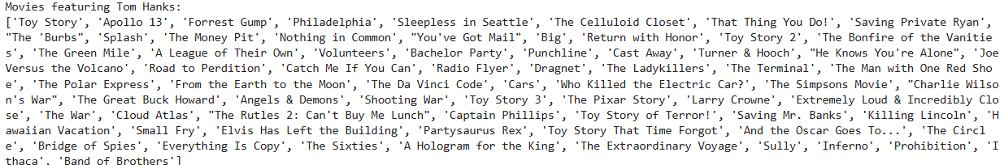 Movies featuring Tom Hanks:
['Toy Story', 'Apollo 13', 'Forrest Gump', 'Philadelphia', 'Sleepless in Seattle', 'The Celluloid Closet', 'That Thing You Do!', 'Saving Private Ryan',
"The 'Burbs", 'Splash', 'The Money Pit', 'Nothing in Common', "You've Got Mail", 'Big', 'Return with Honor', 'Toy Story 2', 'The Bonfire of the Vanitie
s', 'The Green Mile', 'A League of Their Own', 'Volunteers', 'Bachelor Party', 'Punchline', 'Cast Away', 'Turner & Hooch', "He Knows You're Alone", 'Joe
Versus the Volcano', 'Road to Perdition', 'Catch Me If You Can', 'Radio Flyer', 'Dragnet', 'The Ladykillers', 'The Terminal', 'The Man with One Red Sho
e', 'The Polar Express', 'From the Earth to the Moon', 'The Da Vinci Code', 'Cars', 'Who Killed the Electric Car?', 'The Simpsons Movie', "Charlie Wilso
n's War", 'The Great Buck Howard', 'Angels & Demons', 'Shooting War', 'Toy Story 3', 'The Pixar Story', 'Larry Crowne', 'Extremely Loud & Incredibly Clo
se', 'The War', 'Cloud Atlas', "The Rutles 2: Can't Buy Me Lunch", 'Captain Phillips', 'Toy Story of Terror!', 'Saving Mr. Banks', 'Killing Lincoln', 'H
awaiian Vacation', 'Small Fry', 'Elvis Has Left the Building', 'Partysaurus Rex', 'Toy Story That Time Forgot', 'And the Oscar Goes To...', 'The Circl
e', 'Bridge of Spies', 'Everything Is Copy', 'The Sixties', 'A Hologram for the King', 'The Extraordinary Voyage', 'Sully', 'Inferno', 'Prohibition', 'I
thaca', 'Band of Brothers']